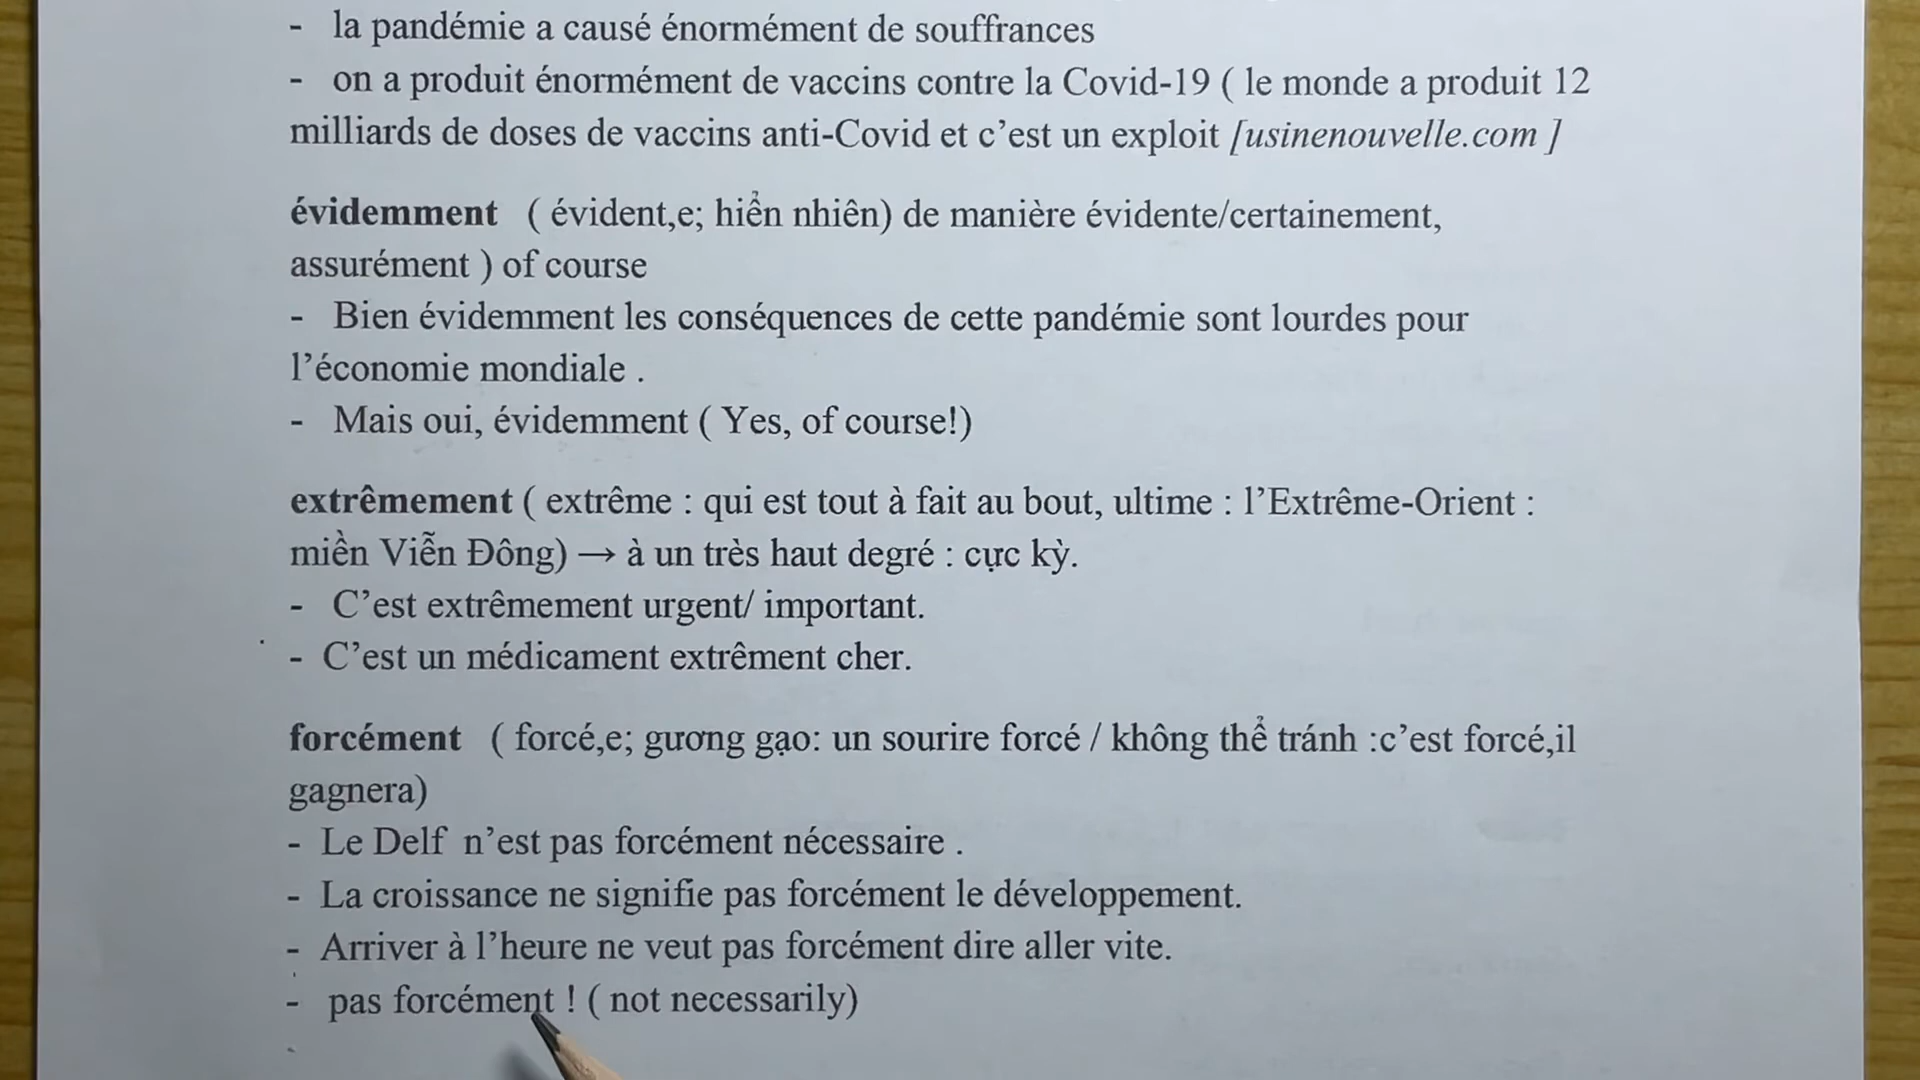 - la pandémie a causé énormément de souffrances
- on a produit énormément de vaccins contre la Covid-19 ( le monde a produit 12
milliards de doses de vaccins anti-Covid et c’est un exploit [usinenouvelle.com ]
évidemment ( évident,e; hiển nhiên) de manière évidente/certainement,
assurément ) of course
- Bien évidemment les conséquences de cette pandémie sont lourdes pour
l’économie mondiale .
- Mais oui, évidemment ( Yes, of course!)
extrêmement ( extrême : qui est tout à fait au bout, ultime : l’Extrême-Orient :
miền Viễn Đông) → à un très haut degré : cực kỳ.
- C’est extrêmement urgent/ important.
- C’est un médicament extrêment cher.
forcément ( forcé,e; gương gạo: un sourire forcé / không thể tránh :c’est forcé,il
gagnera)
- Le Delf n’est pas forcément nécessaire .
- La croissance ne signifie pas forcément le développement.
- Arriver à l’heure ne veut pas forcément dire aller vite.
- pas forcément ! ( not necessarily)